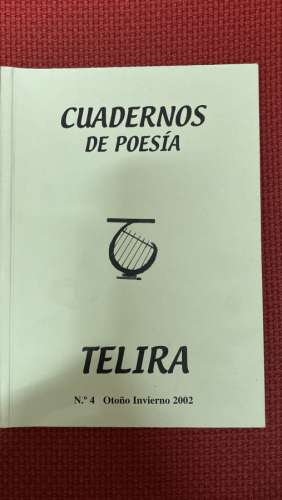 CUADERNOS
DE POESÍA
TELIRA
N.º 4 Otoño Invierno 2002